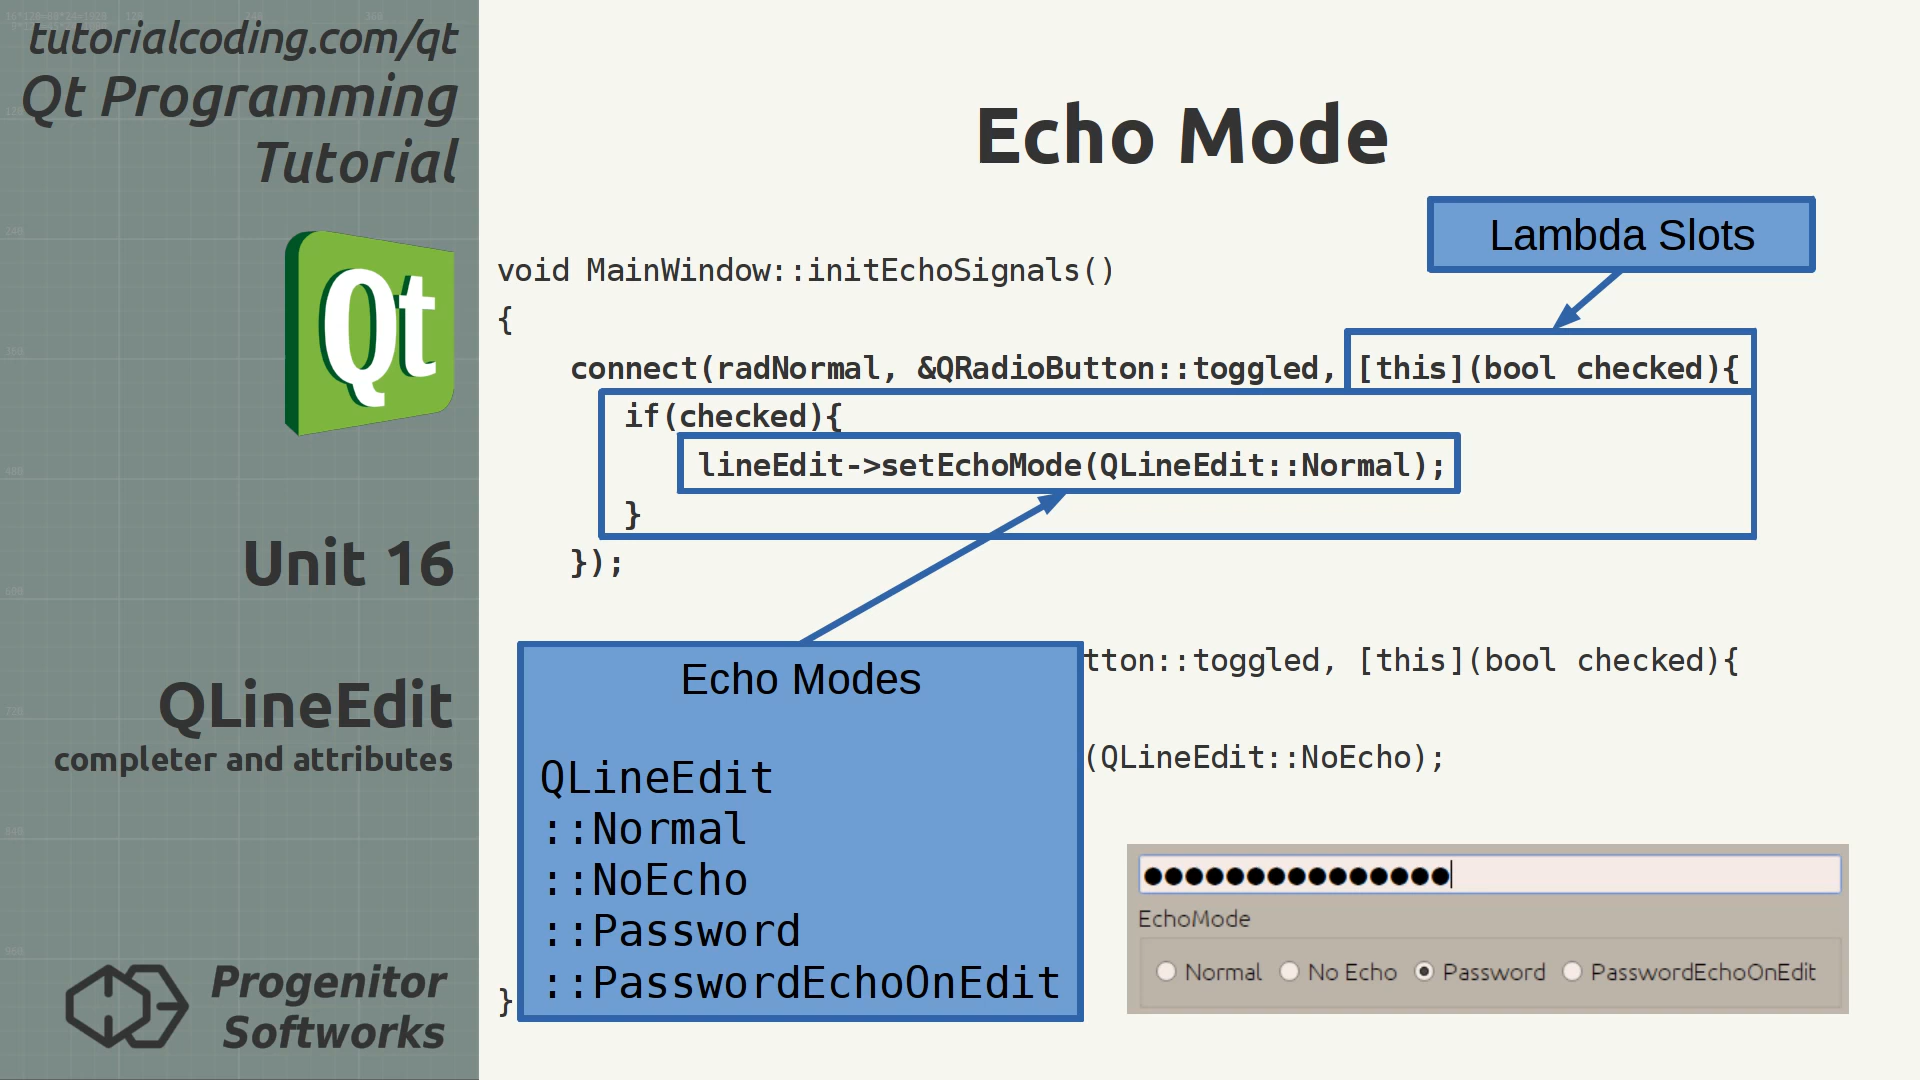 tutorialcoding.com/qt
Qt Programming
Tutorial
Qt
Unit 16
QLineEdit
completer and attributes
Progenitor
Softworks
Echo Mode
Lambda Slots
void MainWindow::initEchoSignals()
{
connect(radNormal, &QRadioButton::toggled, [this](bool checked){
if(checked){
lineEdit->setEchoMode(QLineEdit::Normal);
}
});
tton::toggled, [this](bool checked){
(QLineEdit::NoEcho);
}
Echo Modes
QLineEdit
::Normal
::NoEcho
::Password
::PasswordEchoOnEdit
●●●●●●●●●●●●●●●
EchoMode
Normal No Echo Password PasswordEchoOnEdit